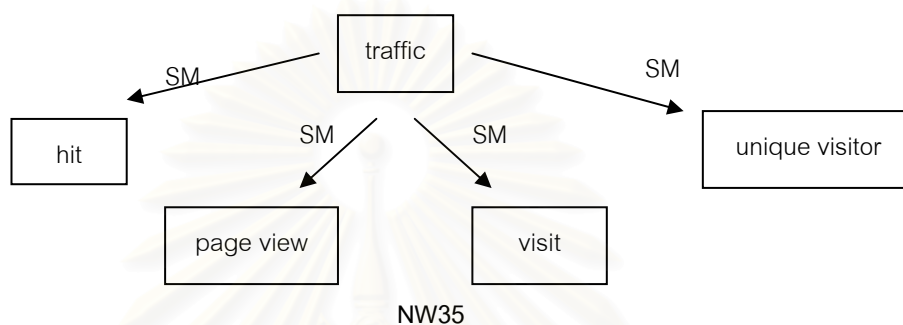 traffic
SM
SM
hit
SM
SM
unique visitor
page view
visit
NW35